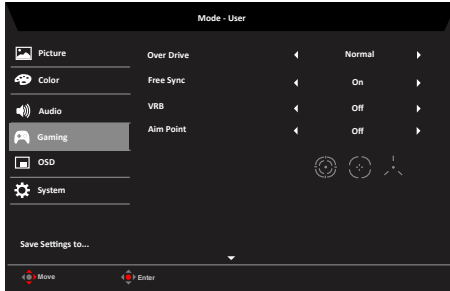 Mode - User
Picture
Over Drive Normal
Color
Free Sync On
Audio
VRB Off
Gaming
Aim Point Off
OSD
System
Save Settings to...
Move Enter